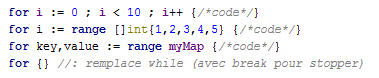 for i := 0 ; i < 10 ; i++ {/*code*/}
for i := range []int{1,2,3,4,5} {/*code*/}
for key,value := range myMap {/*code*/}
for {} //: remplace while (avec break pour stopper)